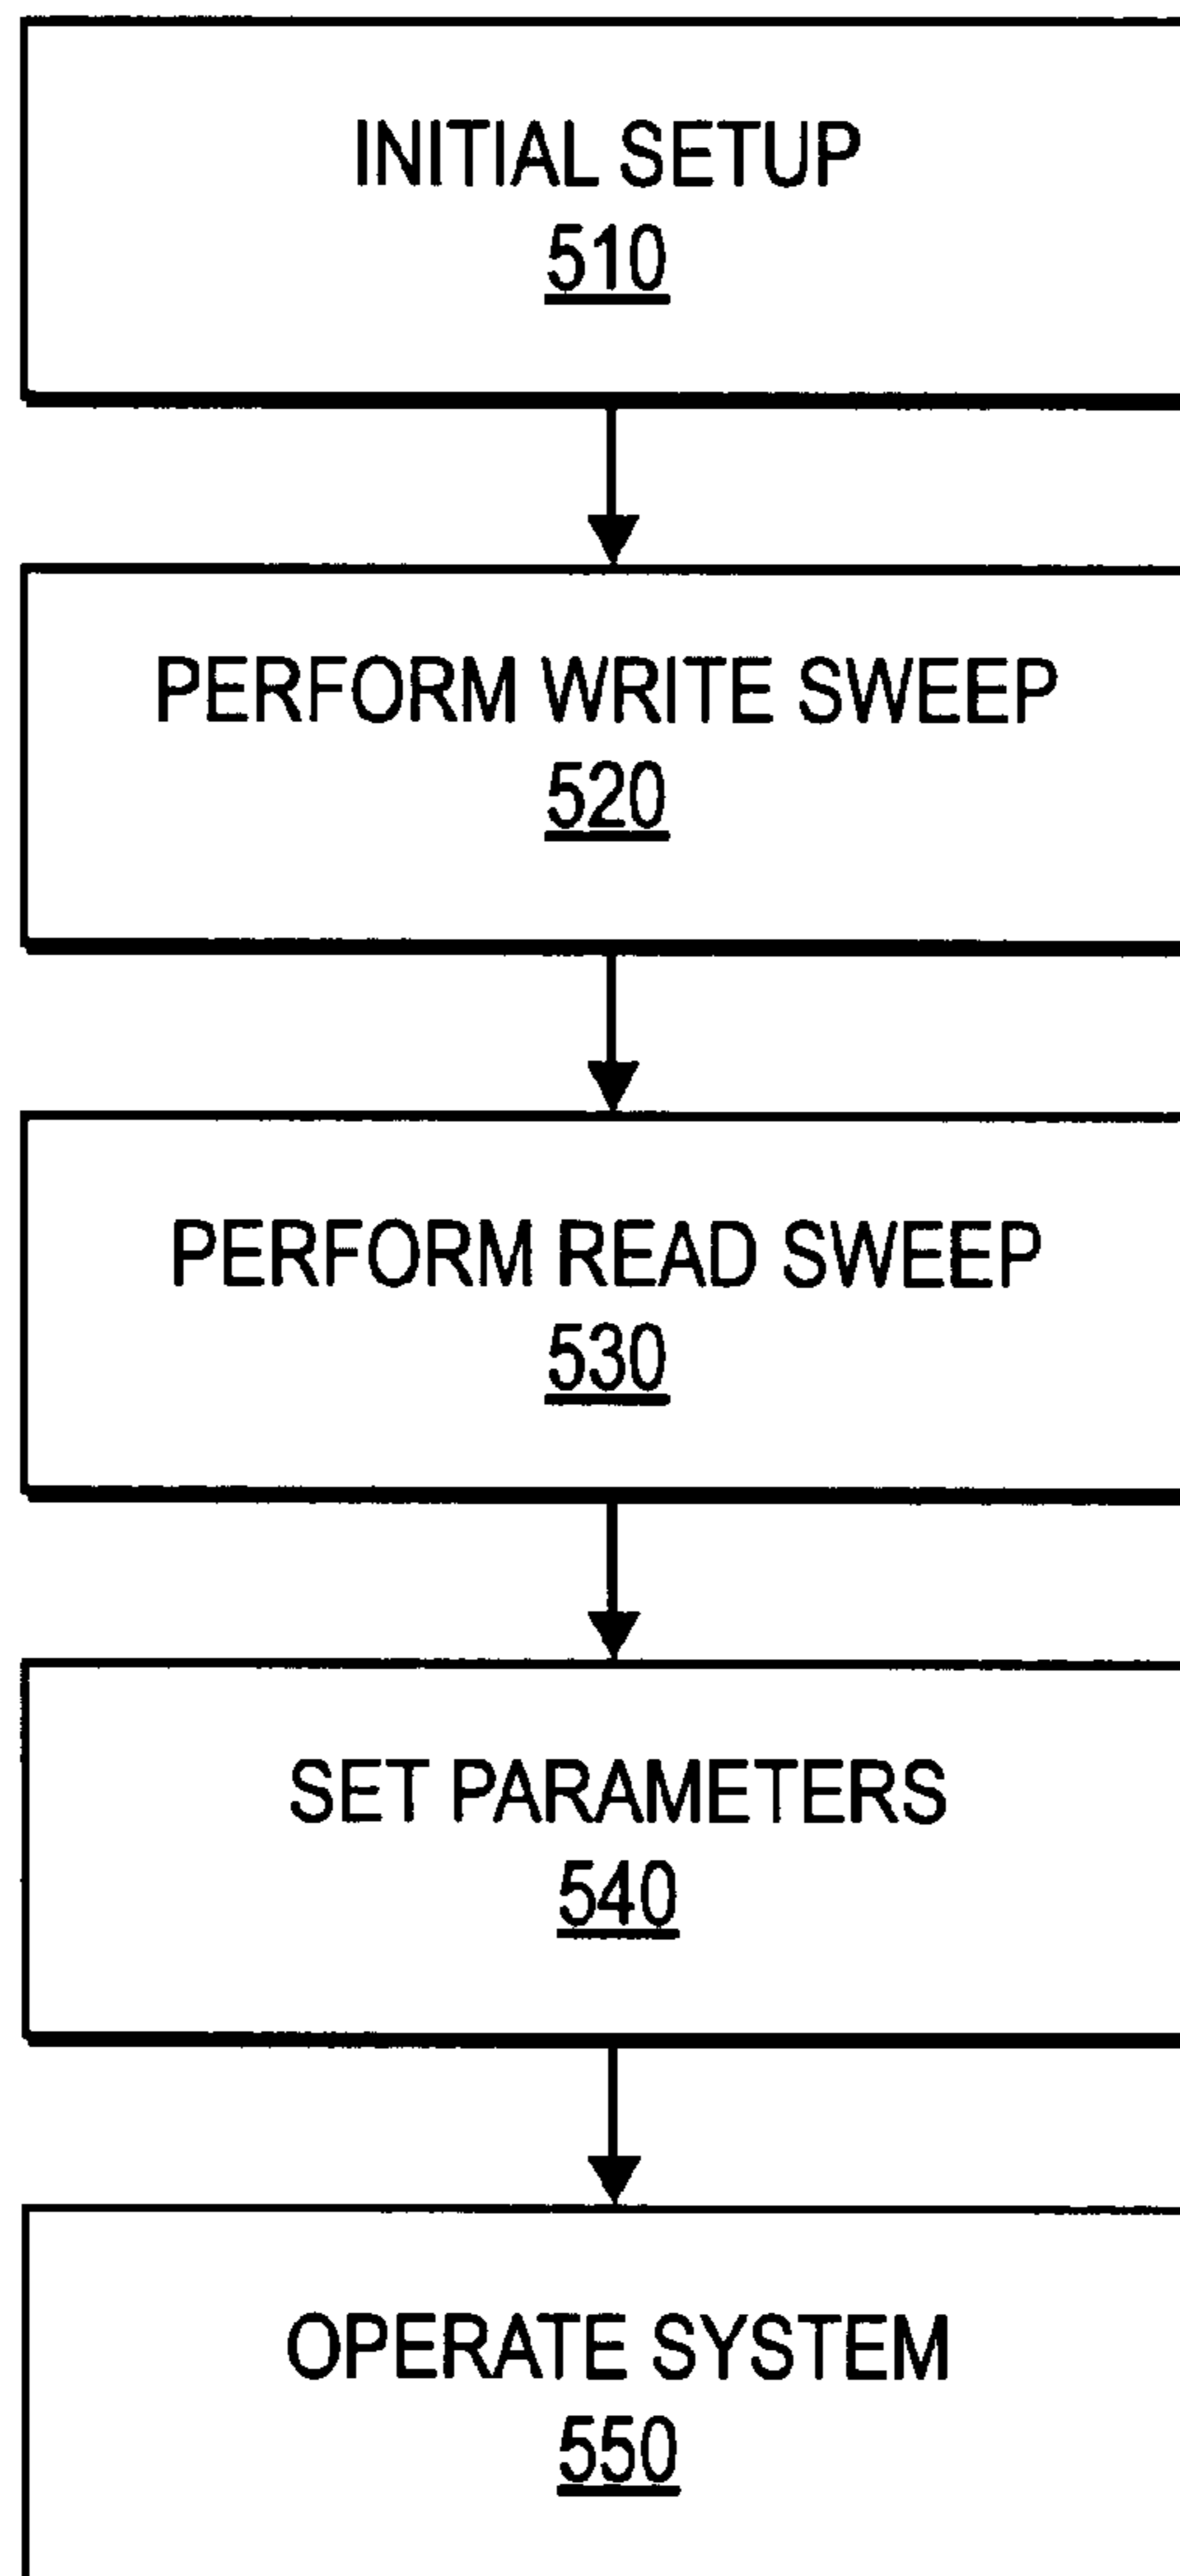 INITIAL SETUP
510
PERFORM WRITE SWEEP
520
PERFORM READ SWEEP
530
SET PARAMETERS
540
OPERATE SYSTEM
550